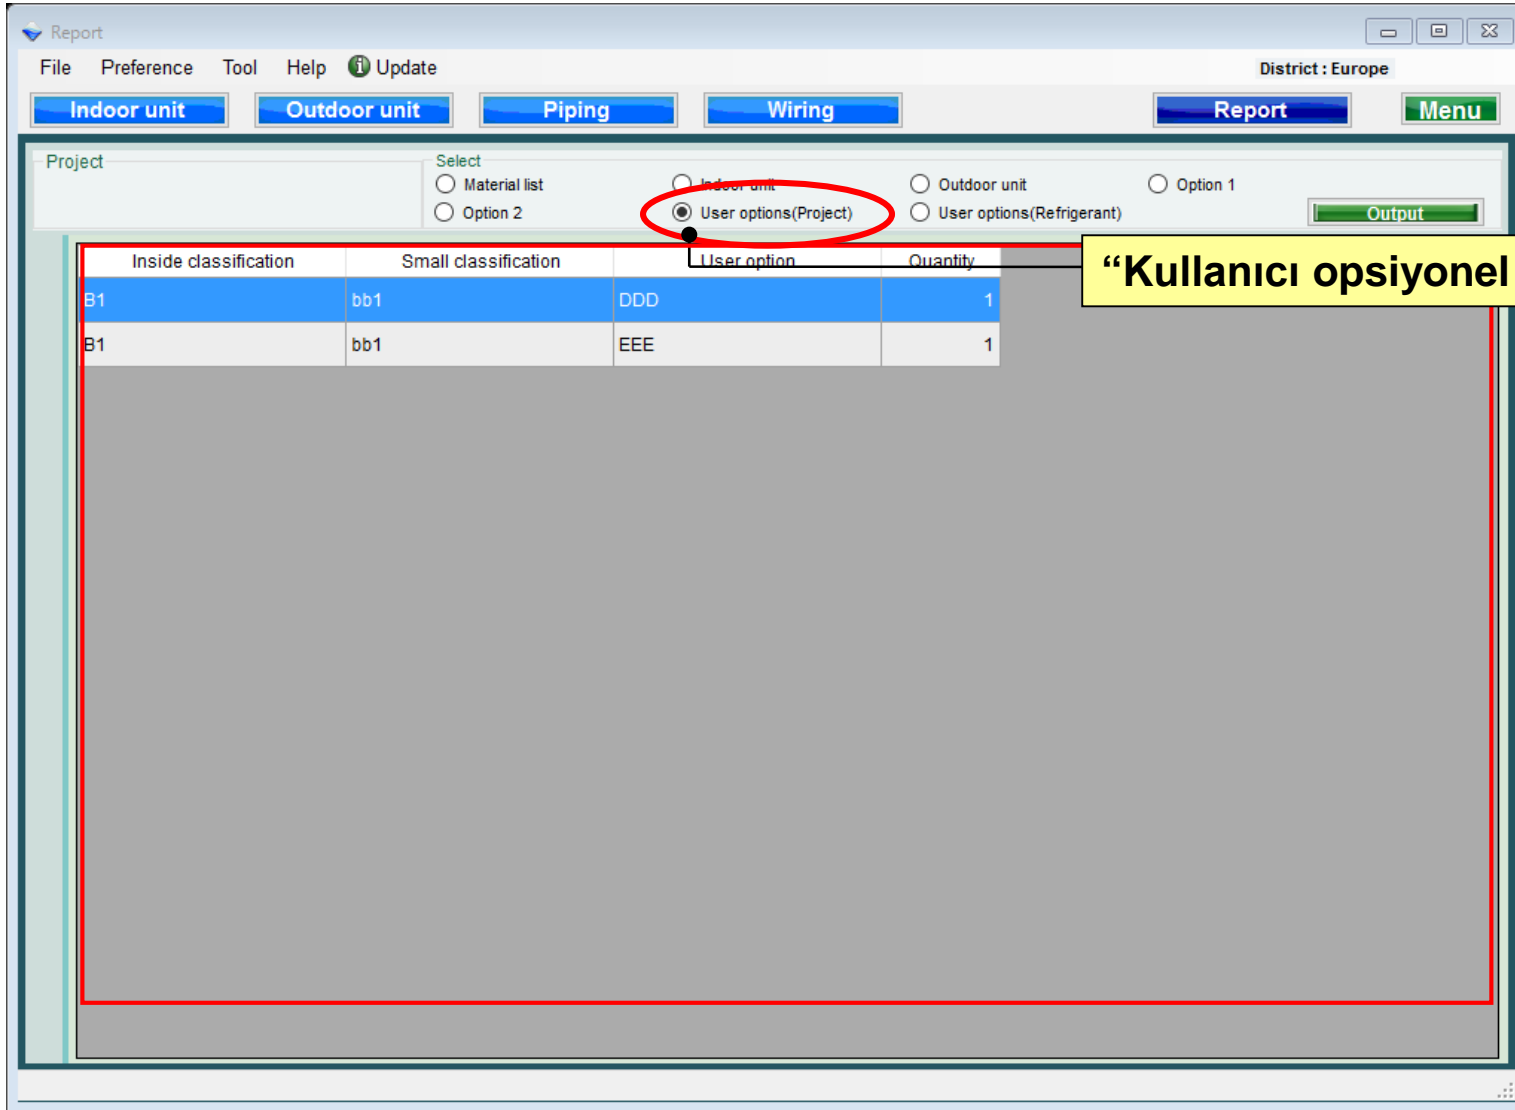 Report
File Preference Tool Help Update District : Europe
Indoor unit Outdoor unit Piping Wiring Report Menu
Project Select
Material list Indoor unit Outdoor unit Option 1
Option 2 User options(Project) User options(Refrigerant) Output
Inside classification Small classification User option Quantity
“Kullanıcı opsiyonel
B1 bb1 DDD 1
B1 bb1 EEE 1